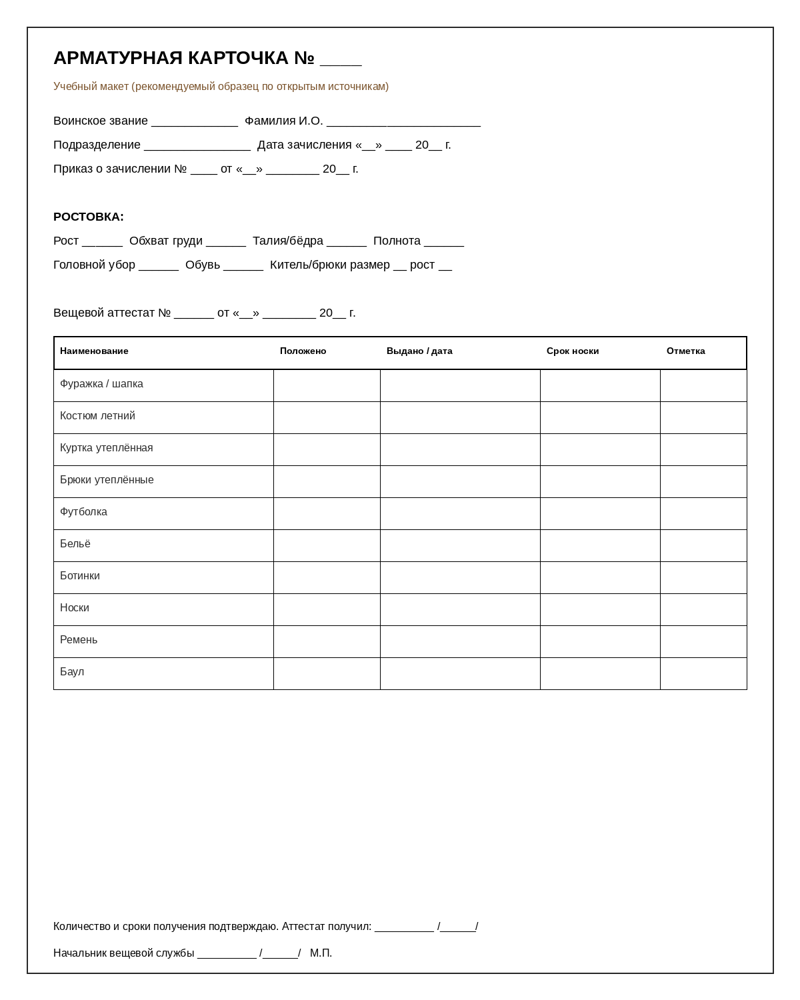 АРМАТУРНАЯ КАРТОЧКА № ____
Учебный макет (рекомендуемый образец по открытым источникам)
Воинское звание _____________ Фамилия И.О. _______________________
Подразделение ________________ Дата зачисления «__» ____ 20__ г.
Приказ о зачислении № ____ от «__» ________ 20__ г.
РОСТОВКА:
Рост ______ Обхват груди ______ Талия/бёдра ______ Полнота ______
Головной убор ______ Обувь ______ Китель/брюки размер __ рост __
Вещевой аттестат № ______ от «__» ________ 20__ г.
Наименование Положено Выдано / дата Срок носки Отметка
Фуражка / шапка
Костюм летний
Куртка утеплённая
Брюки утеплённые
Футболка
Бельё
Ботинки
Носки
Ремень
Баул
Количество и сроки получения подтверждаю. Аттестат получил: __________ /______/
Начальник вещевой службы __________ /______/ М.П.